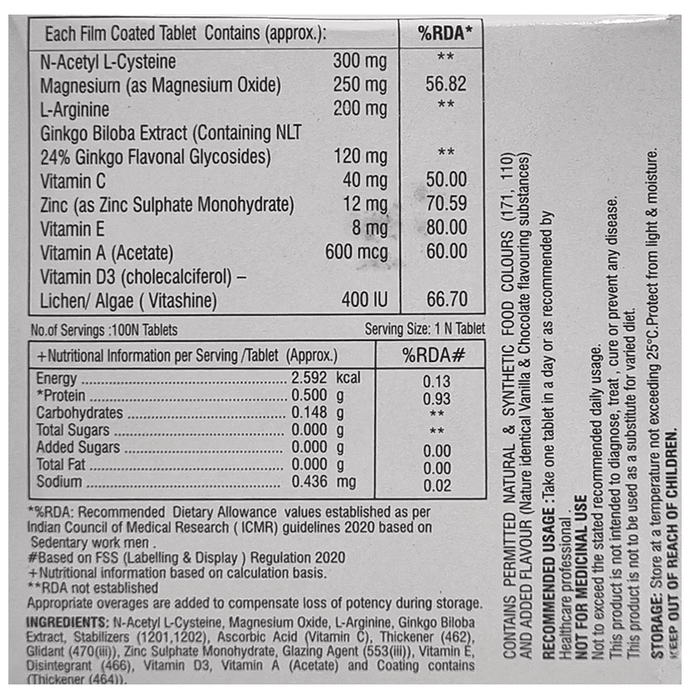 Each Film Coated Tablet Contains (approx.): %RDA*
N-Acetyl L-Cysteine 300 mg **
Magnesium (as Magnesium Oxide) 250 mg 56.82
L-Arginine 200 mg **
Ginkgo Biloba Extract (Containing NLT
24% Ginkgo Flavonal Glycosides) 120 mg **
Vitamin C 40 mg 50.00
Zinc (as Zinc Sulphate Monohydrate) 12 mg 70.59
Vitamin E 8 mg 80.00
Vitamin A (Acetate) 600 mcg 60.00
Vitamin D3 (cholecalciferol) –
Lichen/ Algae ( Vitashine) 400 IU 66.70
No.of Servings :100N Tablets Serving Size: 1 N Tablet
+Nutritional Information per Serving /Tablet (Approx.) %RDA#
Energy ........................................ 2.592 kcal 0.13
*Protein ...................................... 0.500 g 0.93
Carbohydrates ............................. 0.148 g **
Total Sugars ................................ 0.000 g **
Added Sugars .............................. 0.000 g 0.00
Total Fat ...................................... 0.000 g 0.00
Sodium ........................................ 0.436 mg 0.02
*%RDA: Recommended Dietary Allowance values established as per
Indian Council of Medical Research ( ICMR) guidelines 2020 based on
Sedentary work men .
#Based on FSS (Labelling & Display ) Regulation 2020
+Nutritional information based on calculation basis.
**RDA not established
Appropriate overages are added to compensate loss of potency during storage.
INGREDIENTS: N-Acetyl L-Cysteine, Magnesium Oxide, L-Arginine, Ginkgo Biloba
Extract, Stabilizers (1201,1202), Ascorbic Acid (Vitamin C), Thickener (462),
Glidant (470(iii)), Zinc Sulphate Monohydrate, Glazing Agent (553(iii)), Vitamin E,
Disintegrant (466), Vitamin D3, Vitamin A (Acetate) and Coating contains
(Thickener (464)).
CONTAINS PERMITTED NATURAL & SYNTHETIC FOOD COLOURS (171, 110)
AND ADDED FLAVOUR (Nature identical Vanilla & Chocolate flavouring substances)
RECOMMENDED USAGE :Take one tablet in a day or as recommended by
Healthcare professional .
NOT FOR MEDICINAL USE
Not to exceed the stated recommended daily usage.
This product is not intended to diagnose, treat , cure or prevent any disease.
This product is not to be used as a substitute for varied diet.
STORAGE: Store at a temperature not exceeding 25°C.Protect from light & moisture.
KEEP OUT OF REACH OF CHILDREN.